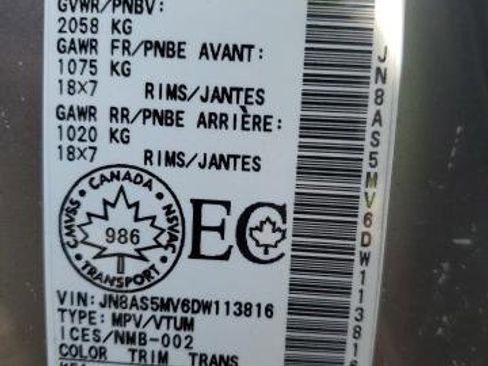 GVWR/PNBV:
2058 KG
GAWR FR/PNBE AVANT:
1075 KG
18×7 RIMS/JANTES
GAWR RR/PNBE ARRIÈRE:
1020 KG
18×7 RIMS/JANTES
CANADA
CMVSS NSVAC
986
TRANSPORT
EC
VIN: JN8AS5MV6DW113816
TYPE: MPV/VTUM
ICES/NMB-002
COLOR TRIM TRANS
JN8AS5MV6DW113816